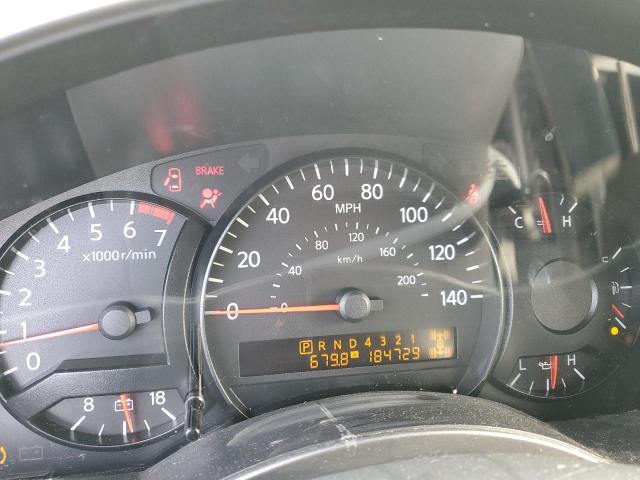 BRAKE
0 1 2 3 4 5 6 7
x1000r/min
8 18
0 20 40 60 80 100 120 140
MPH
0 40 80 120 160 200
km/h
P R N D 4 3 2 1
679.8 A 184729
C H
L H